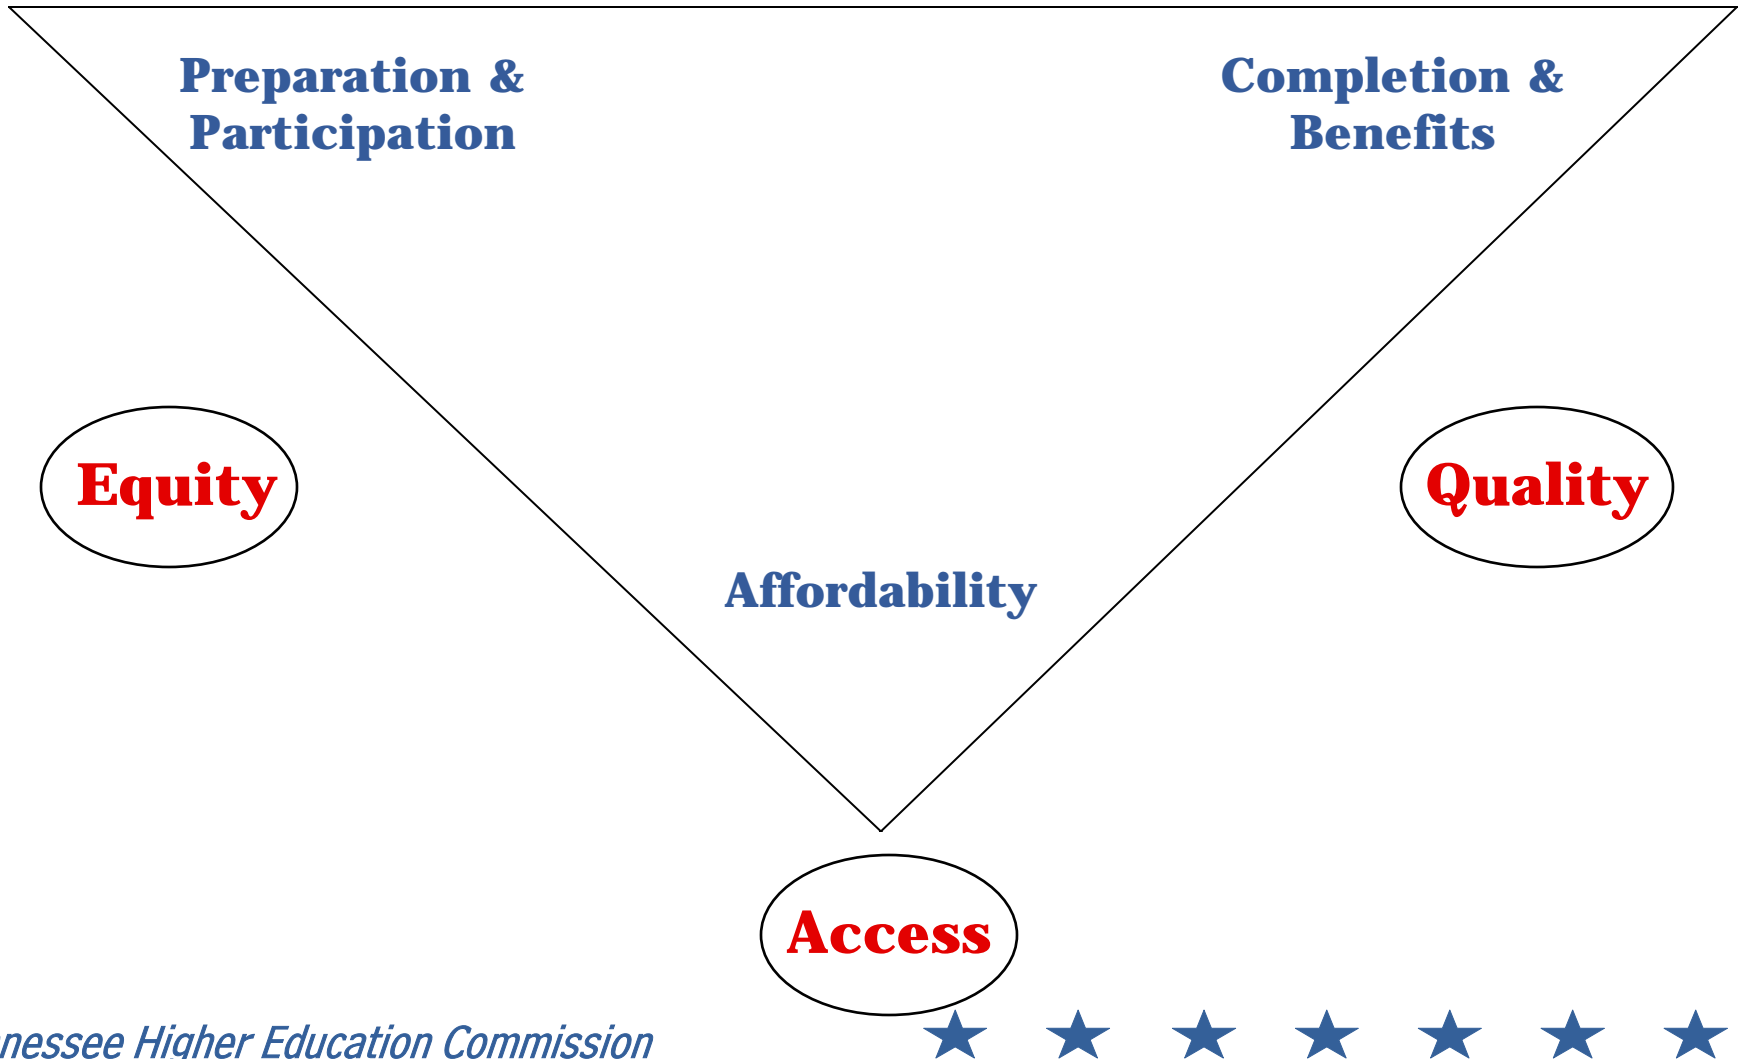 Preparation &
Participation
Completion &
Benefits
Equity
Quality
Affordability
Access
nessee Higher Education Commission